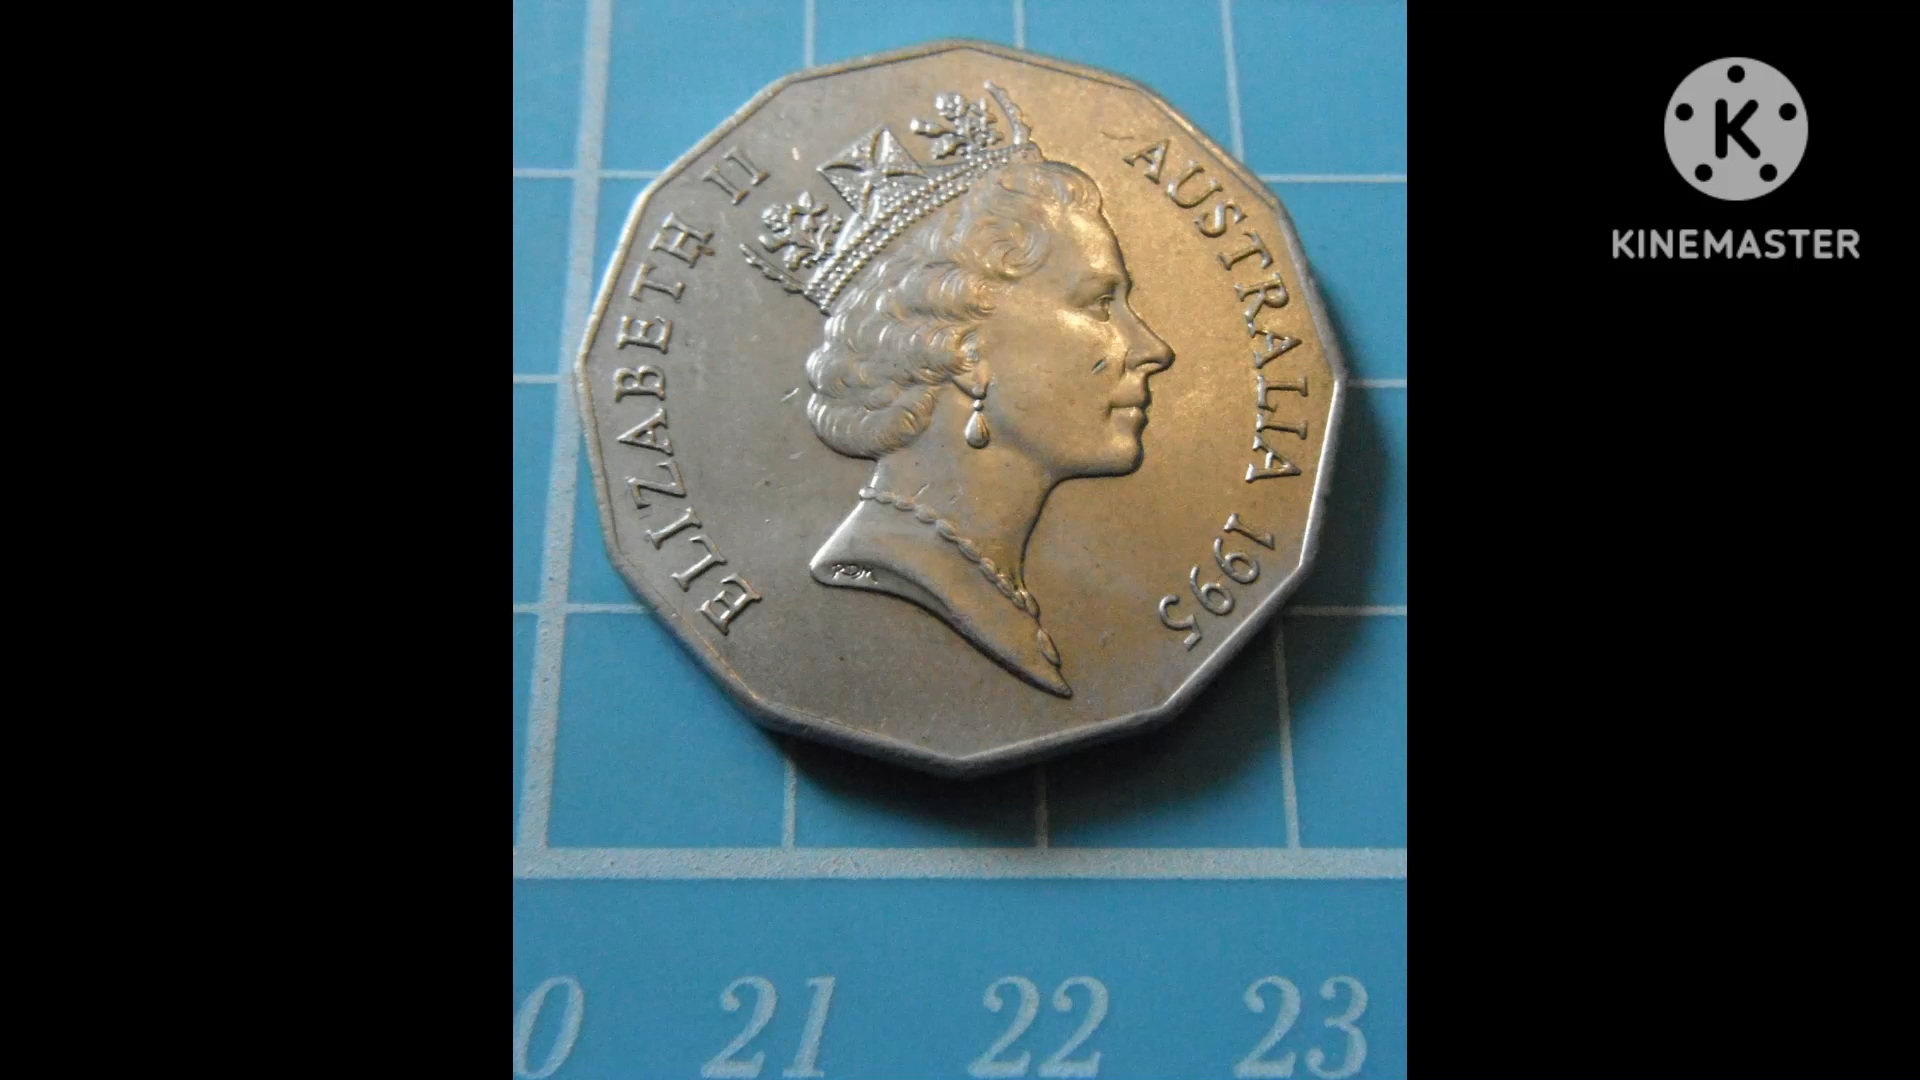 ELIZABETH II
AUSTRALIA 1995
RDM
K
KINEMASTER
0 21 22 23